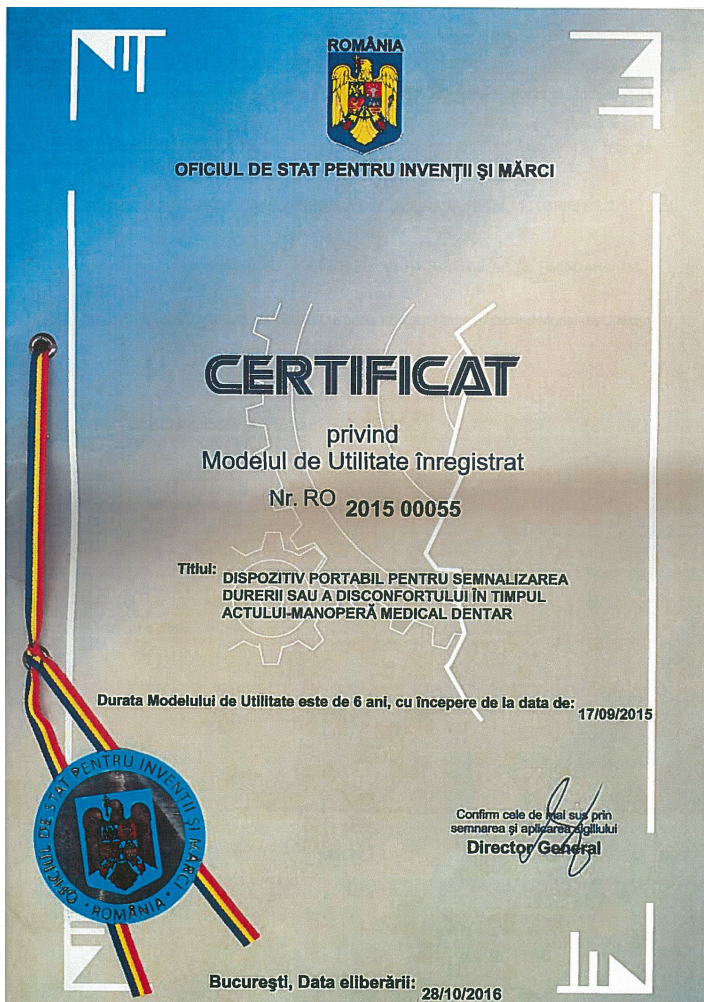 ROMÂNIA
OFICIUL DE STAT PENTRU INVENŢII ŞI MĂRCI
CERTIFICAT
privind
Modelul de Utilitate înregistrat
Nr. RO 2015 00055
Titlul: DISPOZITIV PORTABIL PENTRU SEMNALIZAREA
DURERII SAU A DISCONFORTULUI ÎN TIMPUL
ACTULUI-MANOPERĂ MEDICAL DENTAR
Durata Modelului de Utilitate este de 6 ani, cu începere de la data de: 17/09/2015
OFICIUL DE STAT PENTRU INVENŢII ŞI MĂRCI
• ROMÂNIA •
Confirm cele de mai sus prin
semnarea şi aplicarea sigiliului
Director General
Bucureşti, Data eliberării: 28/10/2016